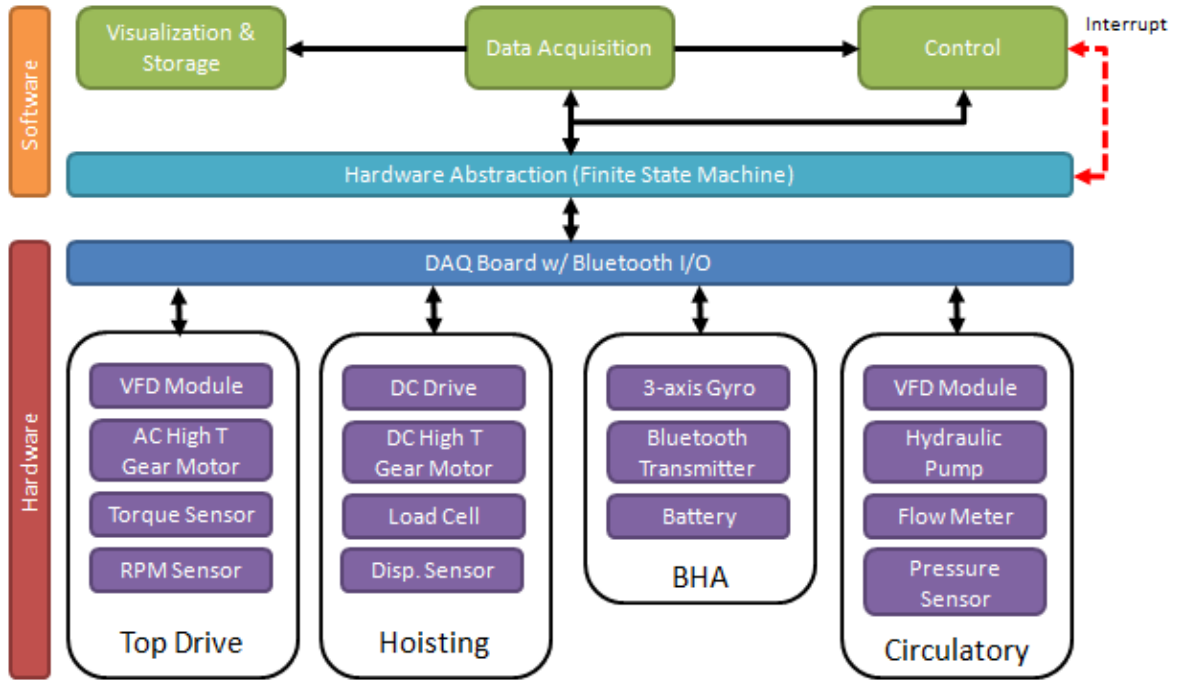 Visualization &
Storage
Data Acquisition
Control
Interrupt
Software
Hardware Abstraction (Finite State Machine)
DAQ Board w/ Bluetooth I/O
Hardware
VFD Module
AC High T
Gear Motor
Torque Sensor
RPM Sensor
Top Drive
DC Drive
DC High T
Gear Motor
Load Cell
Disp. Sensor
Hoisting
3-axis Gyro
Bluetooth
Transmitter
Battery
BHA
VFD Module
Hydraulic
Pump
Flow Meter
Pressure
Sensor
Circulatory